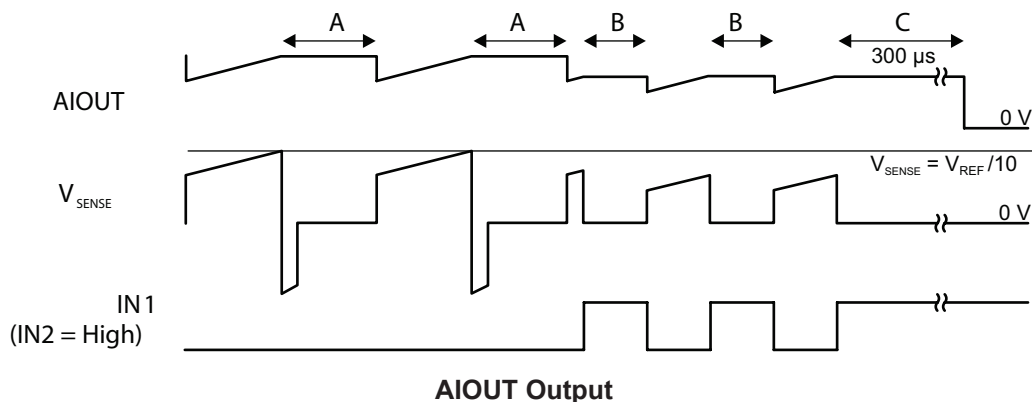 A A B B C
300 µs
AIOUT
0 V
V_SENSE = V_REF /10
V_SENSE
0 V
IN1
(IN2 = High)
AIOUT Output